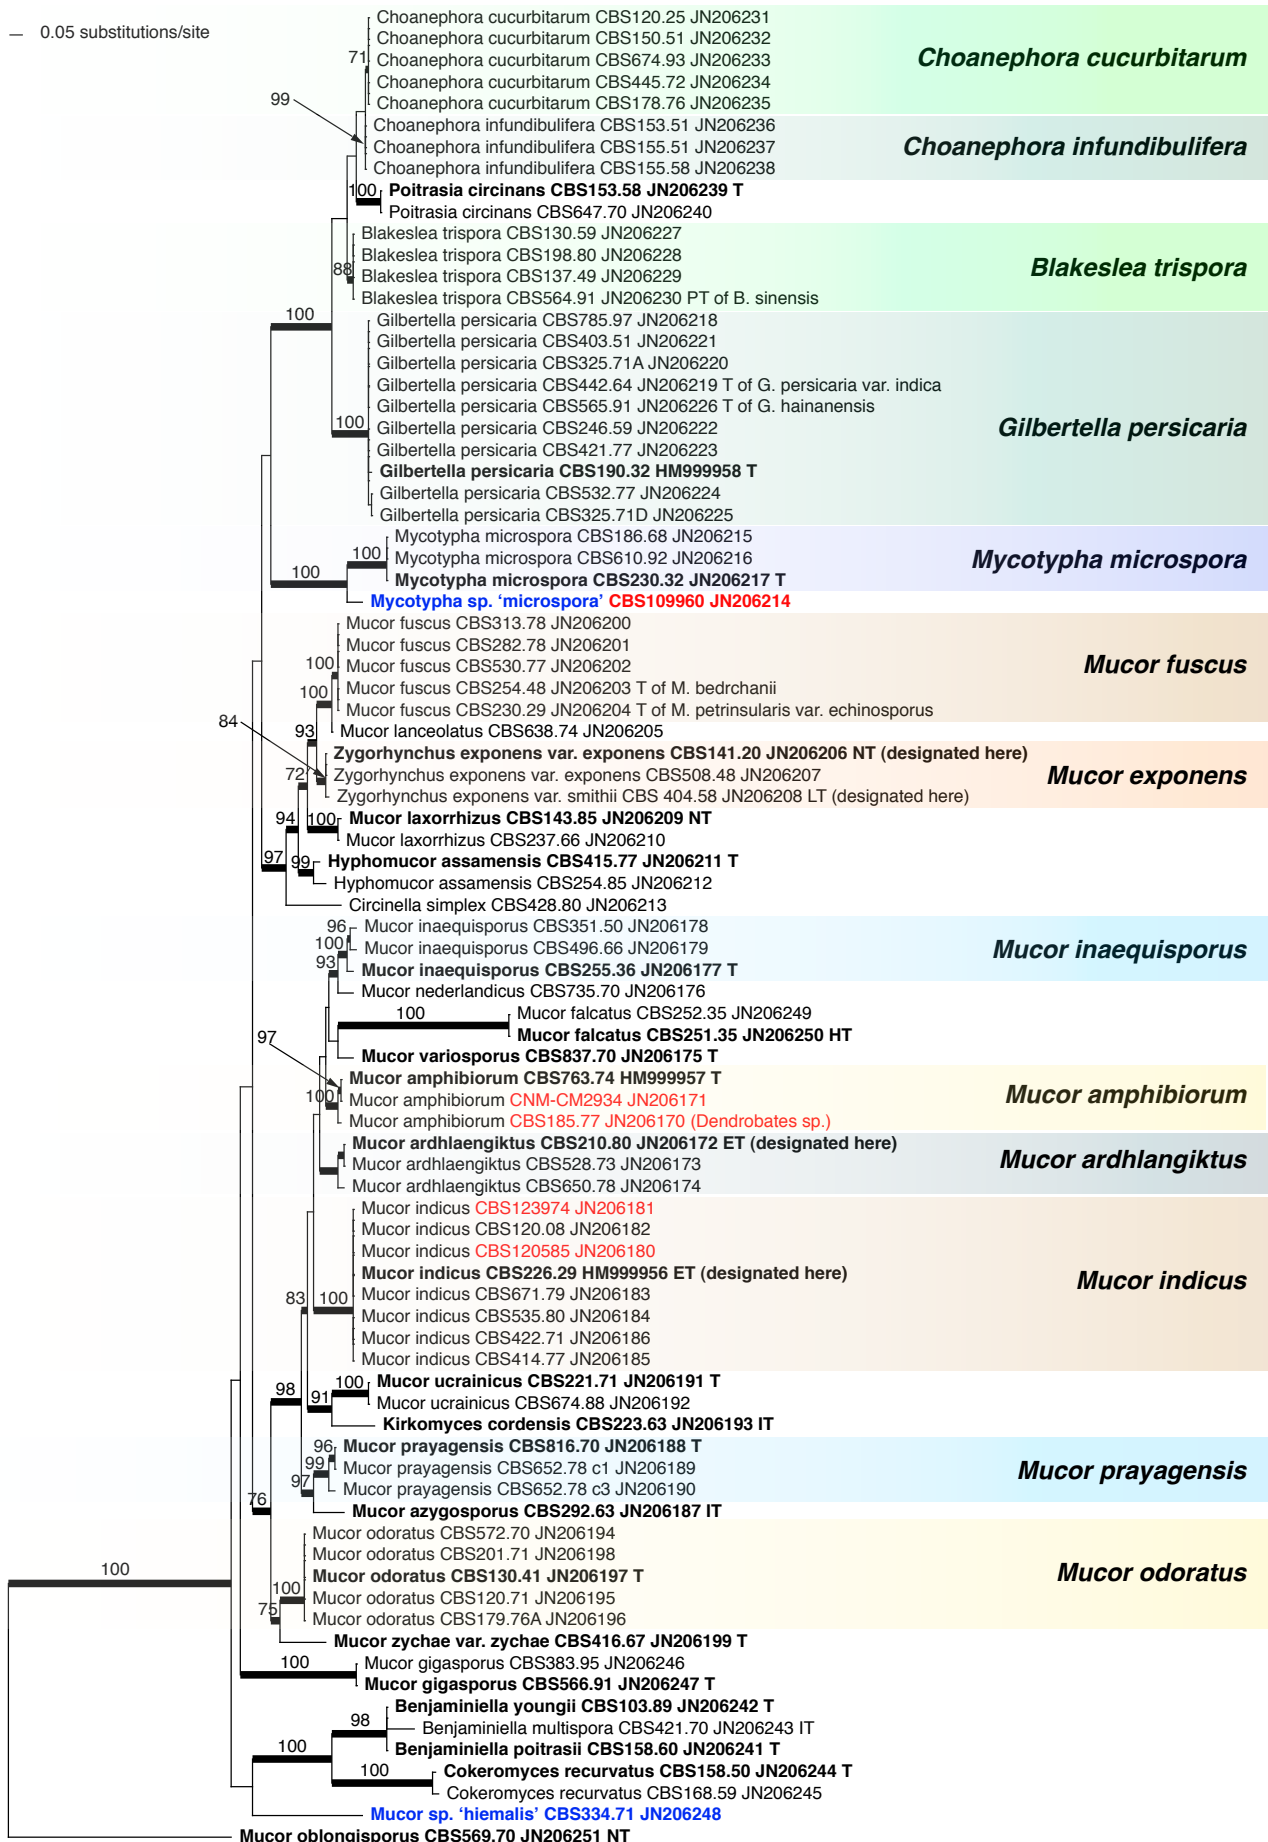 0.05 substitutions/site
Choanephora cucurbitarum CBS120.25 JN206231
Choanephora cucurbitarum CBS150.51 JN206232
71
Choanephora cucurbitarum CBS674.93 JN206233
Choanephora cucurbitarum
Choanephora cucurbitarum CBS445.72 JN206234
99
Choanephora cucurbitarum CBS178.76 JN206235
Choanephora infundibulifera CBS153.51 JN206236
Choanephora infundibulifera CBS155.51 JN206237
Choanephora infundibulifera
Choanephora infundibulifera CBS155.58 JN206238
100
Poitrasia circinans CBS153.58 JN206239 T
Poitrasia circinans CBS647.70 JN206240
Blakeslea trispora CBS130.59 JN206227
Blakeslea trispora CBS198.80 JN206228
88
Blakeslea trispora CBS137.49 JN206229
Blakeslea trispora
Blakeslea trispora CBS564.91 JN206230 PT of B. sinensis
100
Gilbertella persicaria CBS785.97 JN206218
Gilbertella persicaria CBS403.51 JN206221
Gilbertella persicaria CBS325.71A JN206220
Gilbertella persicaria CBS442.64 JN206219 T of G. persicaria var. indica
Gilbertella persicaria CBS565.91 JN206226 T of G. hainanensis
100
Gilbertella persicaria CBS246.59 JN206222
Gilbertella persicaria
Gilbertella persicaria CBS421.77 JN206223
Gilbertella persicaria CBS190.32 HM999958 T
Gilbertella persicaria CBS532.77 JN206224
Gilbertella persicaria CBS325.71D JN206225
Mycotypha microspora CBS186.68 JN206215
100
Mycotypha microspora CBS610.92 JN206216
Mycotypha microspora
100
Mycotypha microspora CBS230.32 JN206217 T
Mycotypha sp. ‘microspora’ CBS109960 JN206214
Mucor fuscus CBS313.78 JN206200
Mucor fuscus CBS282.78 JN206201
100
Mucor fuscus CBS530.77 JN206202
Mucor fuscus
100
Mucor fuscus CBS254.48 JN206203 T of M. bedrchanii
Mucor fuscus CBS230.29 JN206204 T of M. petrinsularis var. echinosporus
84
93
Mucor lanceolatus CBS638.74 JN206205
Zygorhynchus exponens var. exponens CBS141.20 JN206206 NT (designated here)
72
Zygorhynchus exponens var. exponens CBS508.48 JN206207
Mucor exponens
Zygorhynchus exponens var. smithii CBS 404.58 JN206208 LT (designated here)
94
100
Mucor laxorrhizus CBS143.85 JN206209 NT
Mucor laxorrhizus CBS237.66 JN206210
97
99
Hyphomucor assamensis CBS415.77 JN206211 T
Hyphomucor assamensis CBS254.85 JN206212
Circinella simplex CBS428.80 JN206213
96
Mucor inaequisporus CBS351.50 JN206178
100
Mucor inaequisporus CBS496.66 JN206179
Mucor inaequisporus
93
Mucor inaequisporus CBS255.36 JN206177 T
Mucor nederlandicus CBS735.70 JN206176
100
Mucor falcatus CBS252.35 JN206249
Mucor falcatus CBS251.35 JN206250 HT
97
Mucor variosporus CBS837.70 JN206175 T
Mucor amphibiorum CBS763.74 HM999957 T
100
Mucor amphibiorum CNM-CM2934 JN206171
Mucor amphibiorum
Mucor amphibiorum CBS185.77 JN206170 (Dendrobates sp.)
Mucor ardhlaengiktus CBS210.80 JN206172 ET (designated here)
Mucor ardhlaengiktus CBS528.73 JN206173
Mucor ardhlangiktus
Mucor ardhlaengiktus CBS650.78 JN206174
Mucor indicus CBS123974 JN206181
Mucor indicus CBS120.08 JN206182
Mucor indicus CBS120585 JN206180
Mucor indicus CBS226.29 HM999956 ET (designated here)
Mucor indicus
83
100
Mucor indicus CBS671.79 JN206183
Mucor indicus CBS535.80 JN206184
Mucor indicus CBS422.71 JN206186
Mucor indicus CBS414.77 JN206185
98
100
Mucor ucrainicus CBS221.71 JN206191 T
91
Mucor ucrainicus CBS674.88 JN206192
Kirkomyces cordensis CBS223.63 JN206193 IT
96
Mucor prayagensis CBS816.70 JN206188 T
99
Mucor prayagensis CBS652.78 c1 JN206189
Mucor prayagensis
97
Mucor prayagensis CBS652.78 c3 JN206190
76
Mucor azygosporus CBS292.63 JN206187 IT
Mucor odoratus CBS572.70 JN206194
Mucor odoratus CBS201.71 JN206198
100
Mucor odoratus CBS130.41 JN206197 T
Mucor odoratus
100
Mucor odoratus CBS120.71 JN206195
75
Mucor odoratus CBS179.76A JN206196
Mucor zychae var. zychae CBS416.67 JN206199 T
100
Mucor gigasporus CBS383.95 JN206246
Mucor gigasporus CBS566.91 JN206247 T
Benjaminiella youngii CBS103.89 JN206242 T
98
Benjaminiella multispora CBS421.70 JN206243 IT
100
Benjaminiella poitrasii CBS158.60 JN206241 T
100
Cokeromyces recurvatus CBS158.50 JN206244 T
Cokeromyces recurvatus CBS168.59 JN206245
Mucor sp. ‘hiemalis’ CBS334.71 JN206248
Mucor oblongisporus CBS569.70 JN206251 NT